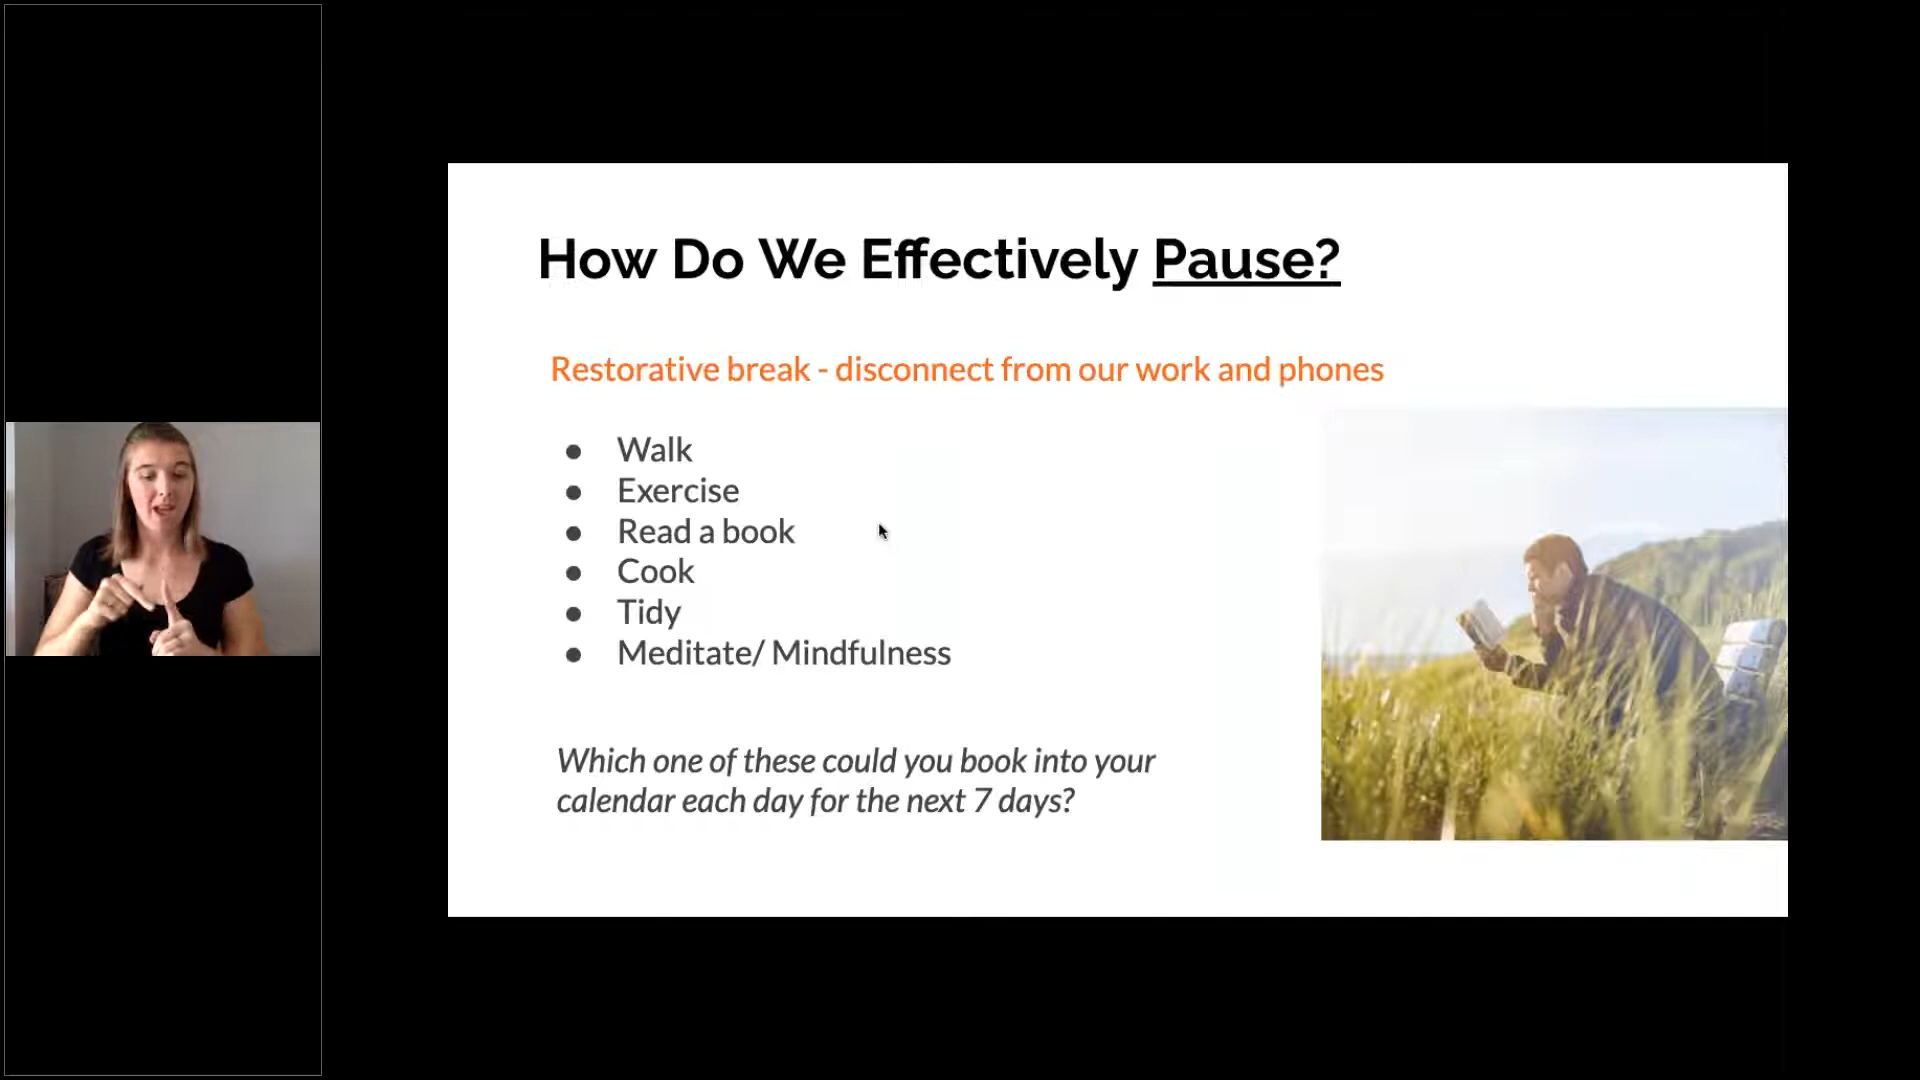 How Do We Effectively Pause?
Restorative break - disconnect from our work and phones
● Walk
● Exercise
● Read a book
● Cook
● Tidy
● Meditate/ Mindfulness
Which one of these could you book into your
calendar each day for the next 7 days?